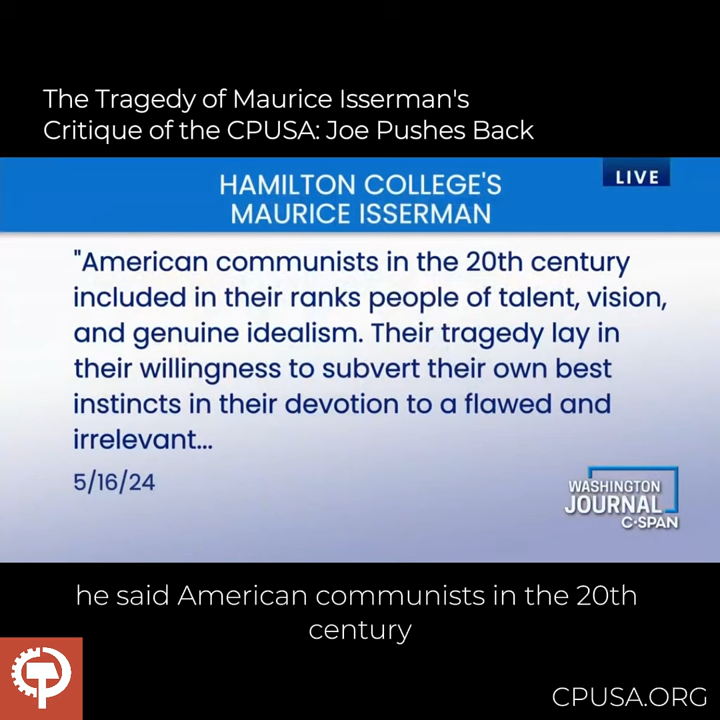 The Tragedy of Maurice Isserman's
Critique of the CPUSA: Joe Pushes Back
HAMILTON COLLEGE'S
MAURICE ISSERMAN
LIVE
"American communists in the 20th century
included in their ranks people of talent, vision,
and genuine idealism. Their tragedy lay in
their willingness to subvert their own best
instincts in their devotion to a flawed and
irrelevant...
5/16/24
WASHINGTON
JOURNAL
C-SPAN
he said American communists in the 20th
century
CPUSA.ORG